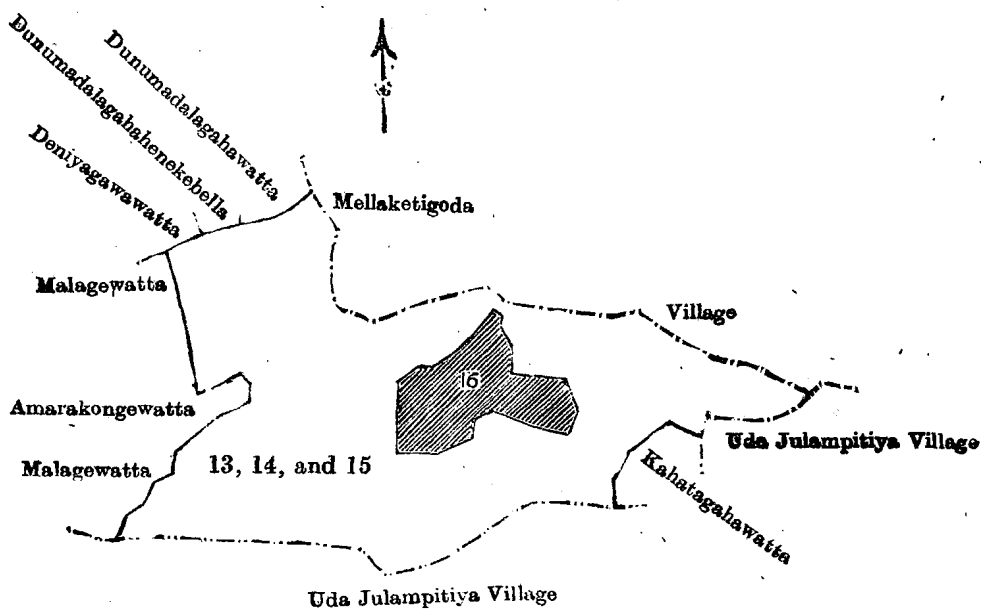 Dunumadalagahawatta
Dunumadalagahahenekebella
Deniyagawawatta
Mellaketigoda
Malagewatta
Village
16
Amarakongewatta
Uda Julampitiya Village
Malagewatta
13, 14, and 15
Kahatagahawatta
Uda Julampitiya Village